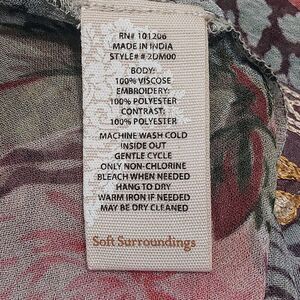 RN# 101206
MADE IN INDIA
STYLE# # 2DM00
BODY:
100% VISCOSE
EMBROIDERY:
100% POLYESTER
CONTRAST:
100% POLYESTER
MACHINE WASH COLD
INSIDE OUT
GENTLE CYCLE
ONLY NON-CHLORINE
BLEACH WHEN NEEDED
HANG TO DRY
WARM IRON IF NEEDED
MAY BE DRY CLEANED
Soft Surroundings